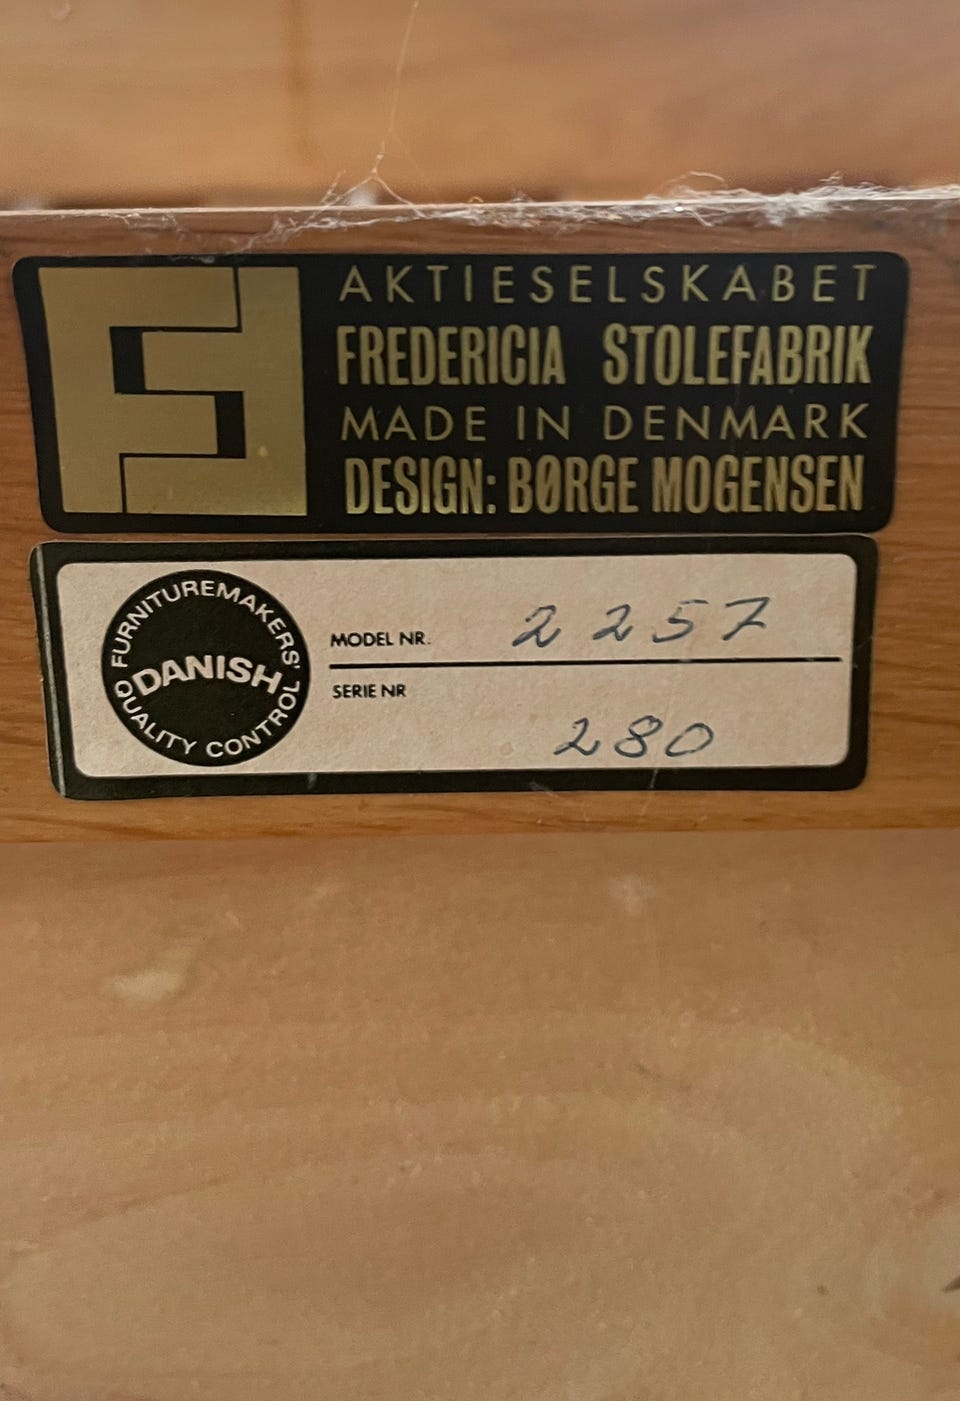 AKTIESELSKABET
FREDERICIA STOLEFABRIK
MADE IN DENMARK
DESIGN: BØRGE MOGENSEN
FURNITUREMAKERS'
DANISH
QUALITY CONTROL
MODEL NR. 2257
SERIE NR
280